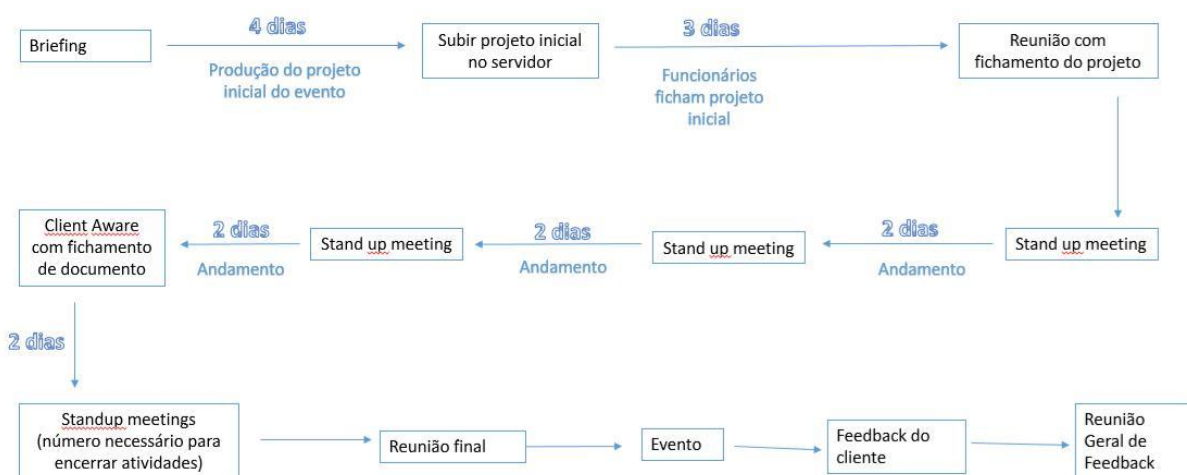 Briefing
4 dias
Produção do projeto
inicial do evento
Subir projeto inicial
no servidor
3 dias
Funcionários
ficham projeto
inicial
Reunião com
fichamento do projeto
Stand up meeting
2 dias
Andamento
Stand up meeting
2 dias
Andamento
Stand up meeting
2 dias
Andamento
Client Aware
com fichamento
de documento
2 dias
Standup meetings
(número necessário para
encerrar atividades)
Reunião final
Evento
Feedback do
cliente
Reunião
Geral de
Feedback